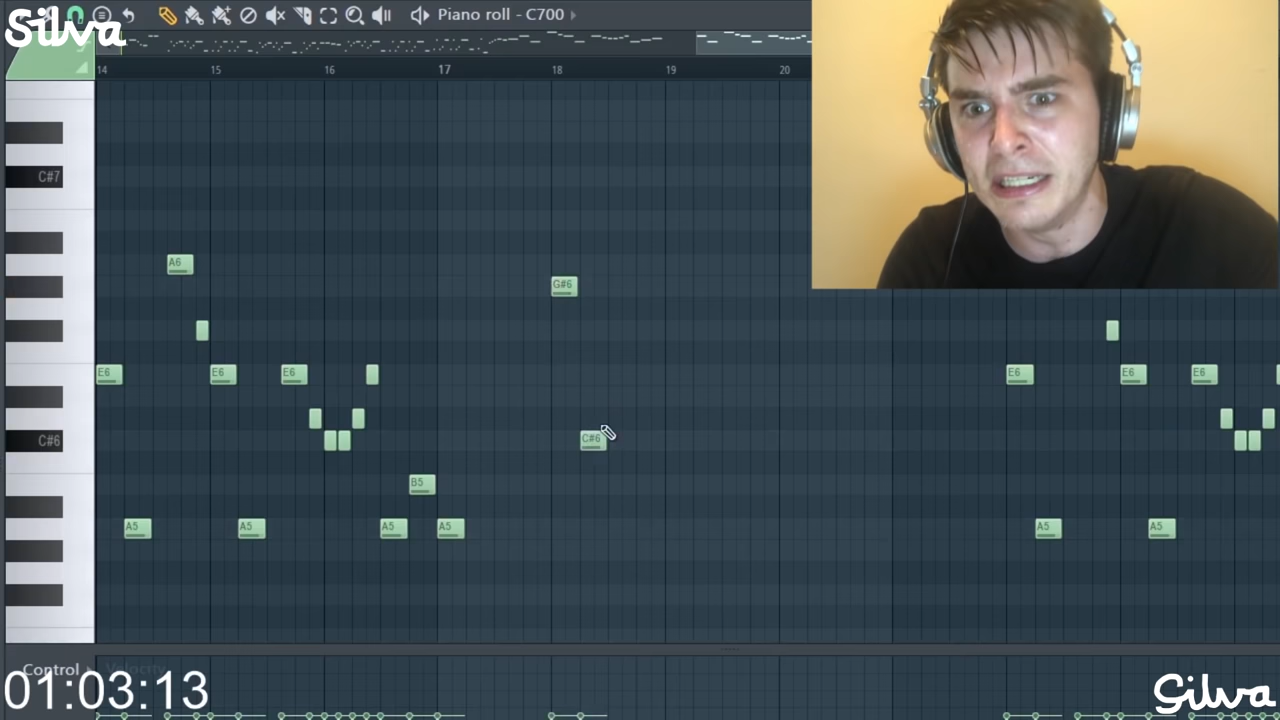 Silva
Piano roll - C700
14 15 16 17 18 19 20
C#7
A6
G#6
E6 E6 E6 E6 E6 E6
C#6 C#6
B5
A5 A5 A5 A5 A5 A5
Control Velocity
01:03:13
Silva